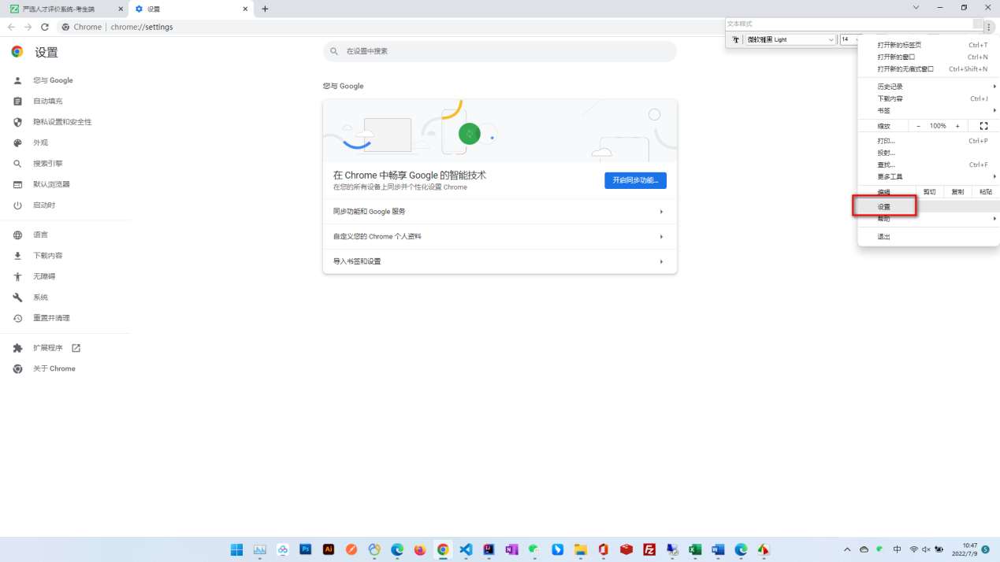 严选人才评价系统-考生端
设置
Chrome
chrome://settings
文本样式
微软雅黑 Light
14
设置
在设置中搜索
您与 Google
自动填充
隐私设置和安全性
外观
搜索引擎
默认浏览器
启动时
语言
下载内容
无障碍
系统
重置并清理
扩展程序
关于 Chrome
您与 Google
在 Chrome 中畅享 Google 的智能技术
在您的所有设备上同步并个性化设置 Chrome
开启同步功能...
同步功能和 Google 服务
自定义您的 Chrome 个人资料
导入书签和设置
打开新的标签页 Ctrl+T
打开新的窗口 Ctrl+N
打开新的无痕式窗口 Ctrl+Shift+N
历史记录
下载内容 Ctrl+J
书签
缩放 - 100% +
打印... Ctrl+P
投射...
查找... Ctrl+F
更多工具
编辑 剪切 复制 粘贴
设置
帮助
退出
Ps
Ai
N
Fz
X
W
中
10:47
2022/7/9
5